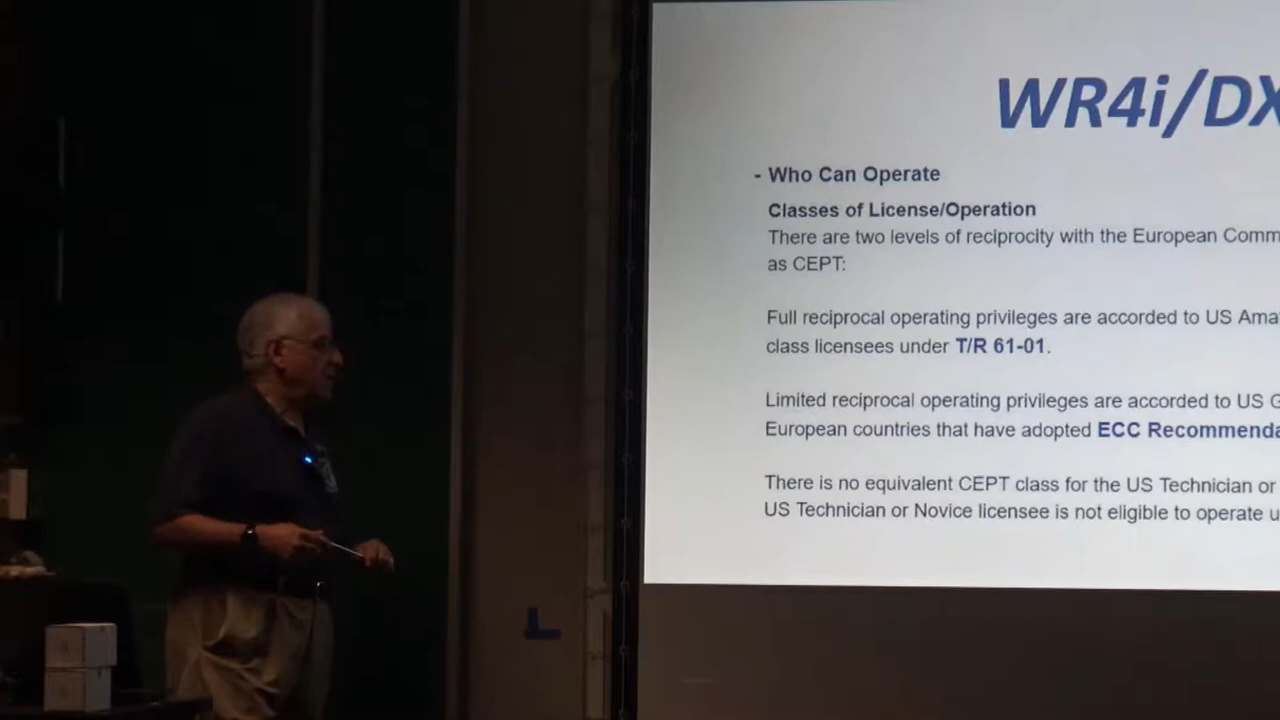 WR4i/DX
- Who Can Operate
Classes of License/Operation
There are two levels of reciprocity with the European Comm
as CEPT:
Full reciprocal operating privileges are accorded to US Ama
class licensees under T/R 61-01.
Limited reciprocal operating privileges are accorded to US G
European countries that have adopted ECC Recommenda
There is no equivalent CEPT class for the US Technician or
US Technician or Novice licensee is not eligible to operate u